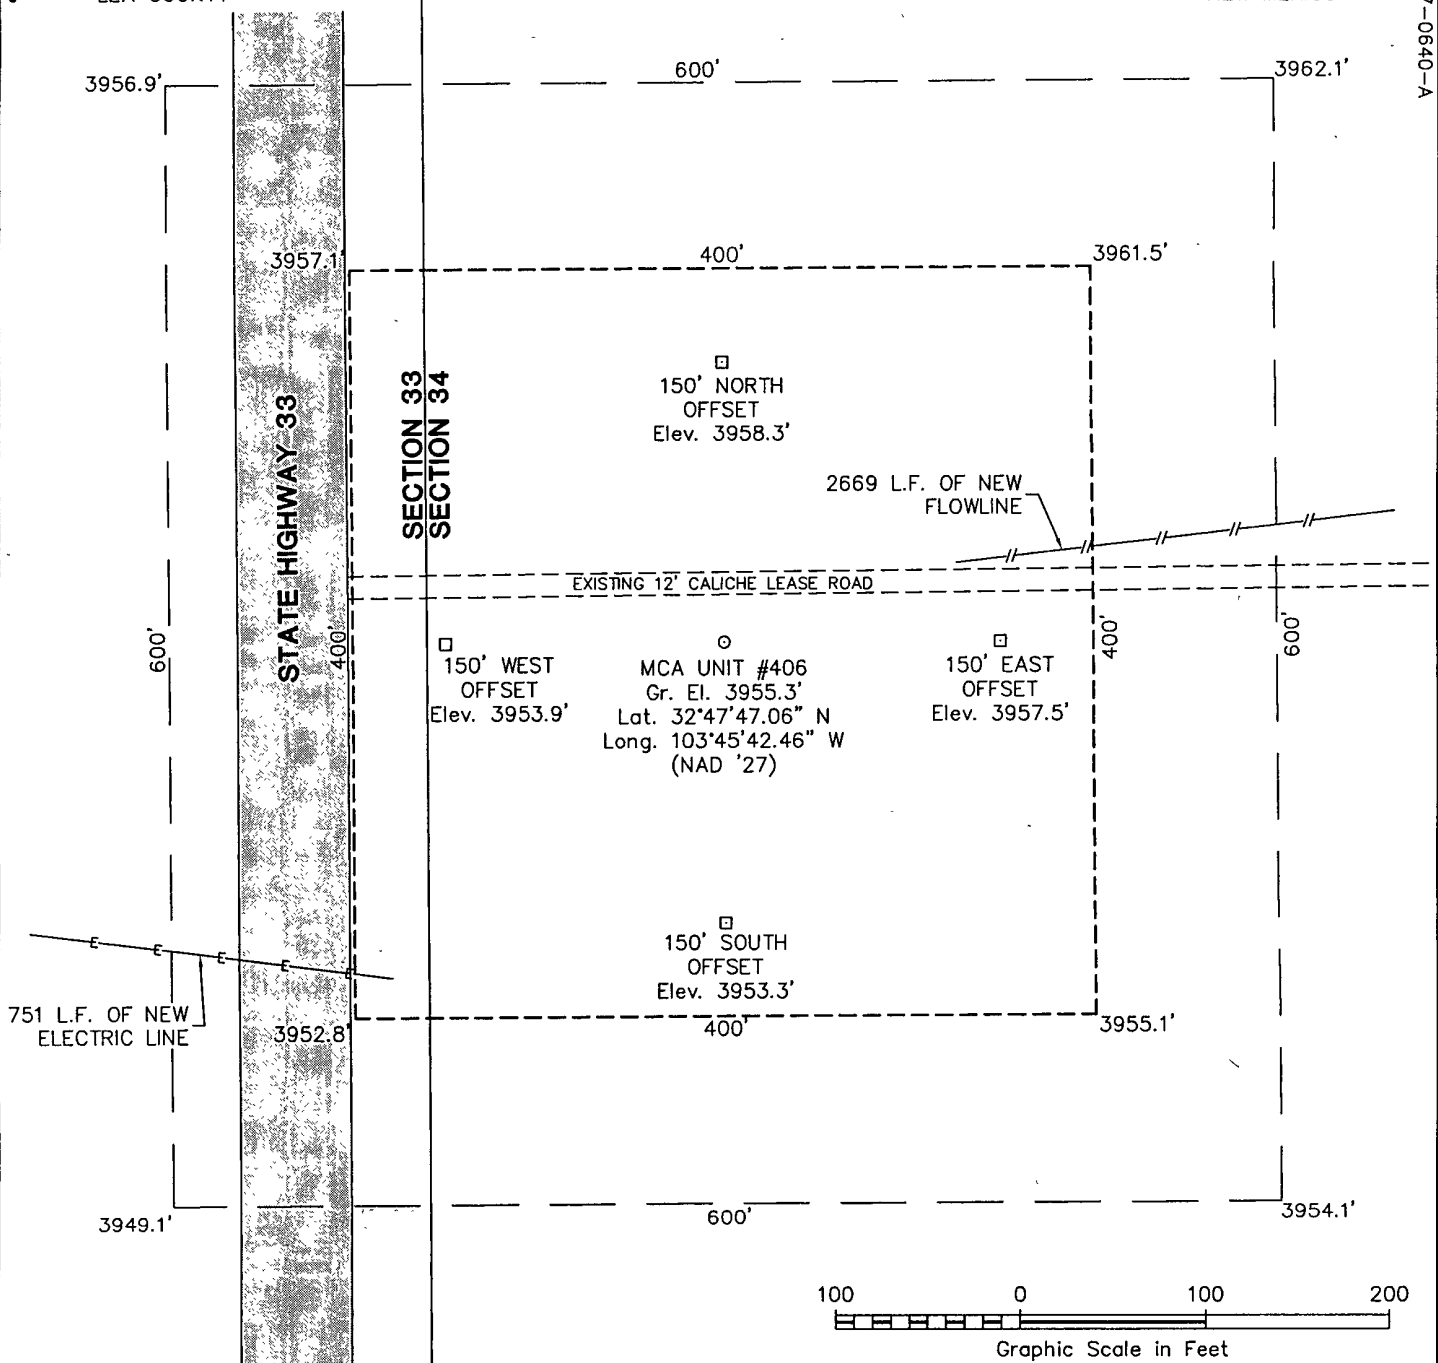 7-0640-A
3956.9'
600'
3962.1'
3957.1'
400'
3961.5'
150' NORTH
OFFSET
Elev. 3958.3'
STATE HIGHWAY 33
SECTION 33
SECTION 34
2669 L.F. OF NEW
FLOWLINE
EXISTING 12' CALICHE LEASE ROAD
600'
400'
150' WEST
OFFSET
Elev. 3953.9'
MCA UNIT #406
Gr. El. 3955.3'
Lat. 32°47'47.06" N
Long. 103°45'42.46" W
(NAD '27)
150' EAST
OFFSET
Elev. 3957.5'
400'
600'
150' SOUTH
OFFSET
Elev. 3953.3'
E E E E E
751 L.F. OF NEW
ELECTRIC LINE
3952.8'
400'
3955.1'
3949.1'
600'
3954.1'
100 0 100 200
Graphic Scale in Feet